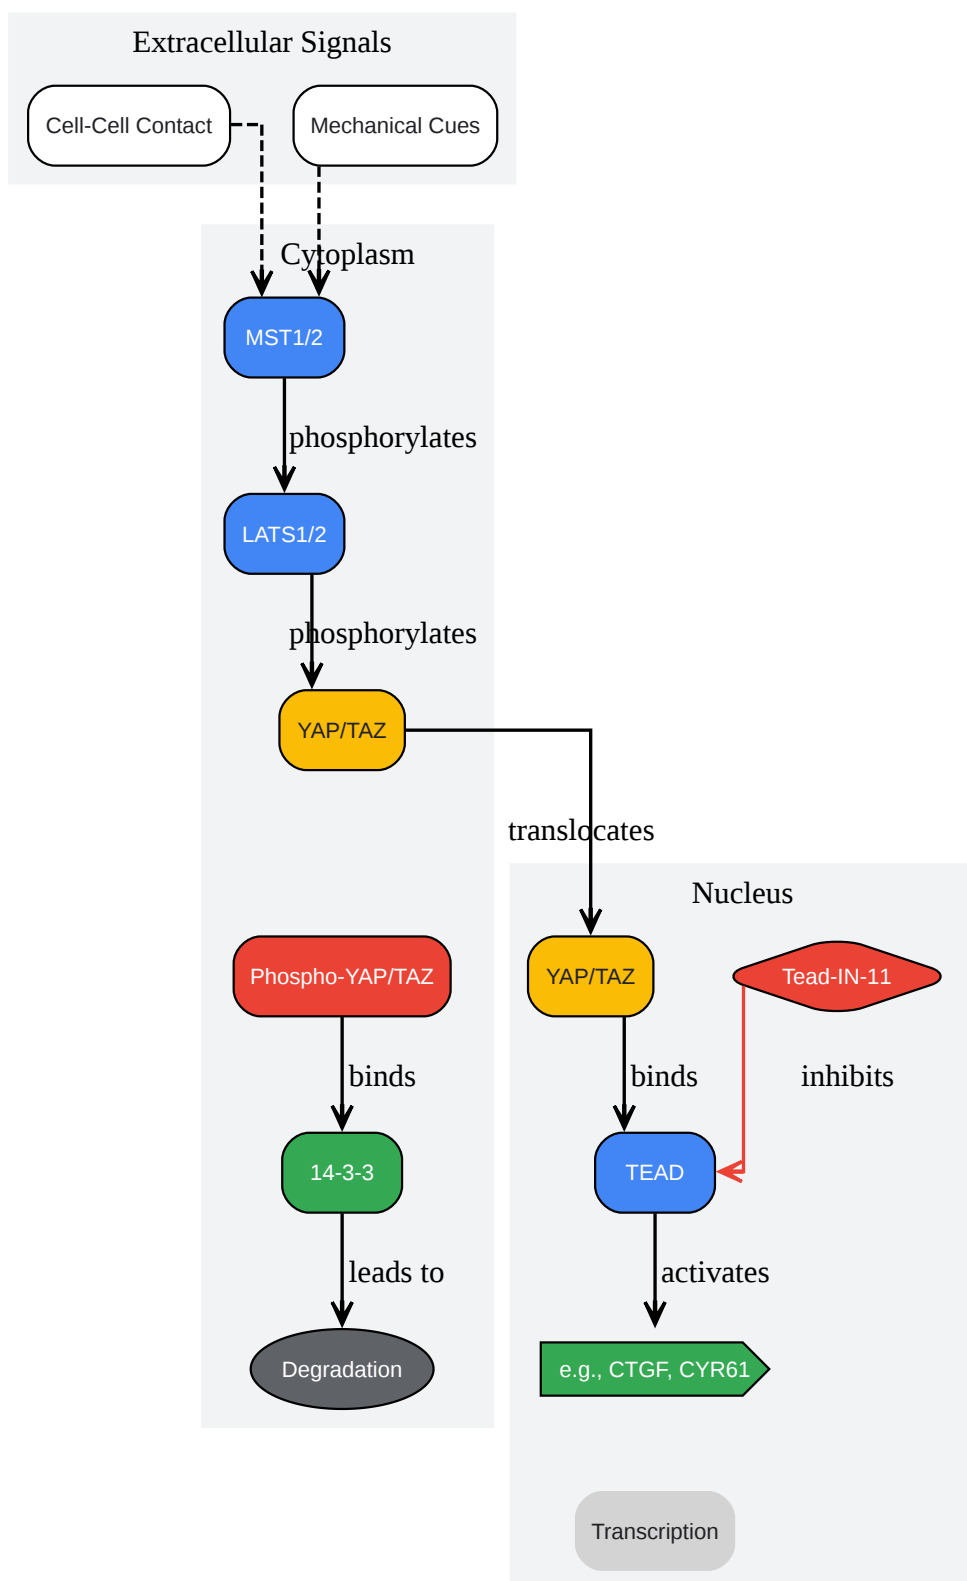 Extracellular Signals
Cell-Cell Contact
Mechanical Cues
Cytoplasm
MST1/2
phosphorylates
LATS1/2
phosphorylates
YAP/TAZ
translocates
Nucleus
Phospho-YAP/TAZ
YAP/TAZ
Tead-IN-11
binds
binds
inhibits
14-3-3
TEAD
leads to
activates
Degradation
e.g., CTGF, CYR61
Transcription